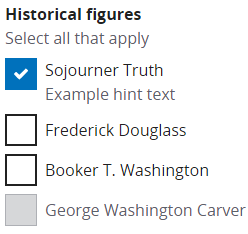 Historical figures
Select all that apply
Sojourner Truth
Example hint text
Frederick Douglass
Booker T. Washington
George Washington Carver